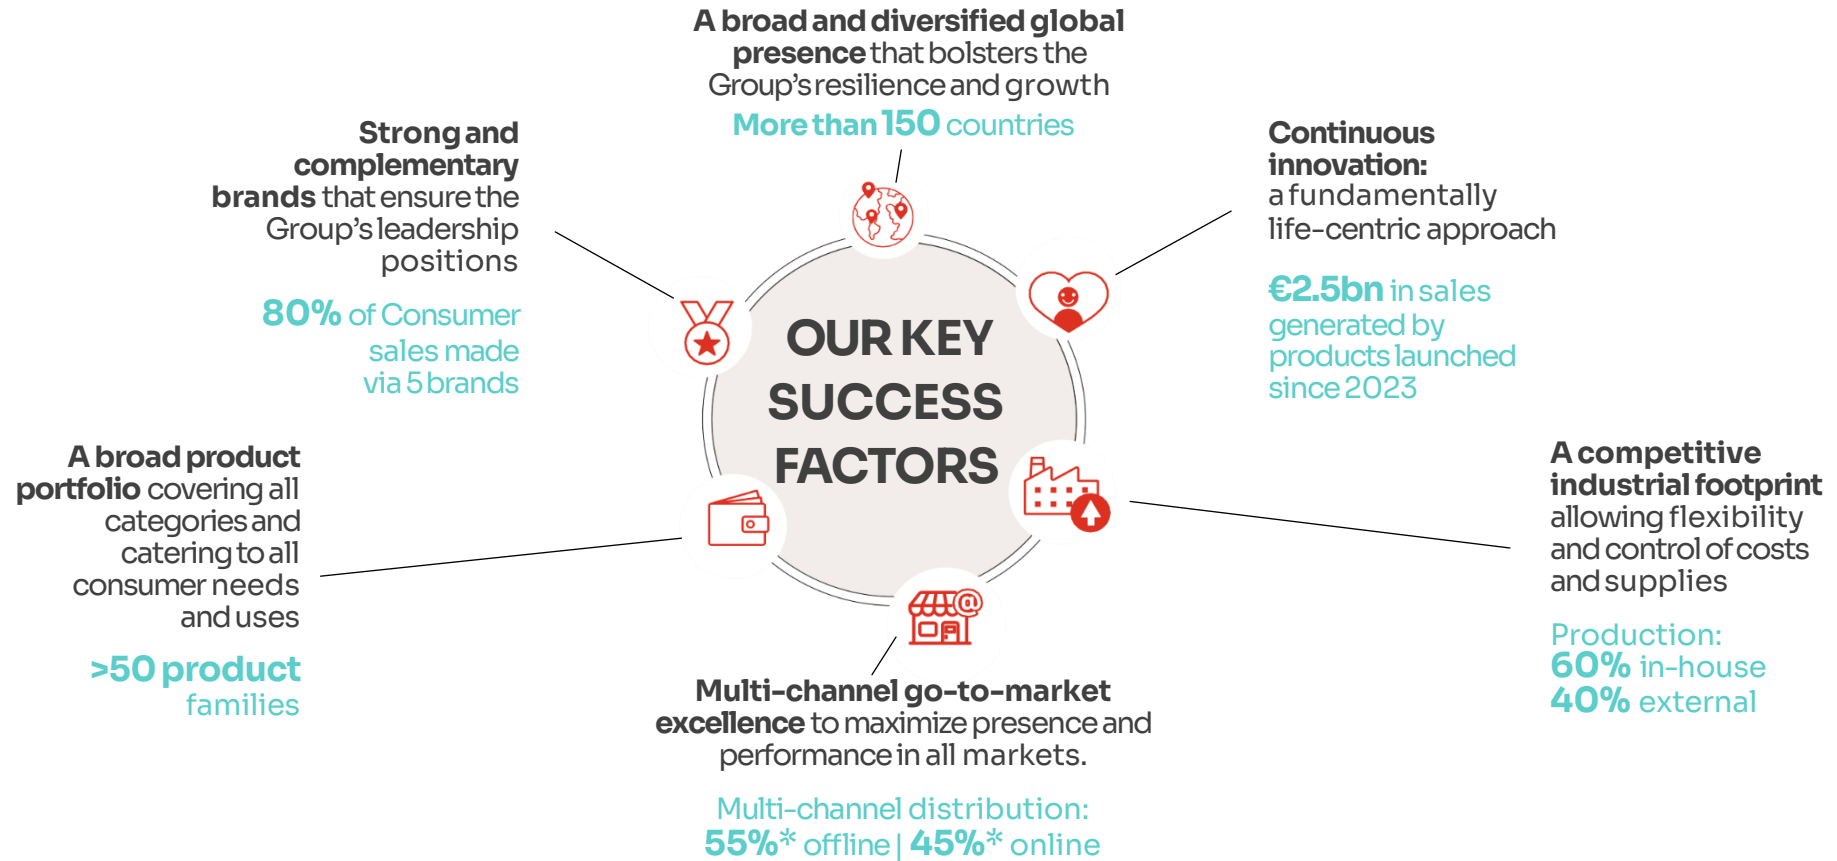 A broad and diversified global
presence that bolsters the
Group's resilience and growth
More than 150 countries
Strong and
complementary
brands that ensure the
Group's leadership
positions
80% of Consumer
sales made
via 5 brands
Continuous
innovation:
a fundamentally
life-centric approach
€2.5bn in sales
generated by
products launched
since 2023
OUR KEY
SUCCESS
FACTORS
A broad product
portfolio covering all
categories and
catering to all
consumer needs
and uses
>50 product
families
A competitive
industrial footprint
allowing flexibility
and control of costs
and supplies
Production:
60% in-house
40% external
@
Multi-channel go-to-market
excellence to maximize presence and
performance in all markets.
Multi-channel distribution:
55%* offline | 45%* online